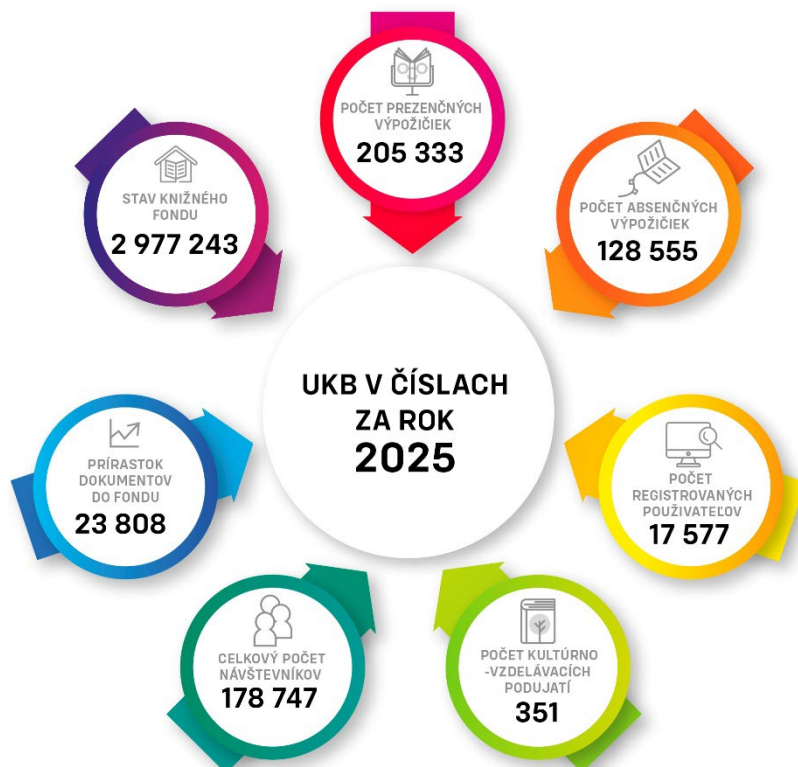 POČET PREZENČNÝCH
VÝPOŽIČIEK
205 333
STAV KNIŽNÉHO
FONDU
2 977 243
POČET ABSENČNÝCH
VÝPOŽIČIEK
128 555
UKB V ČÍSLACH
ZA ROK
2025
PRÍRASTOK
DOKUMENTOV
DO FONDU
23 808
POČET
REGISTROVANÝCH
POUŽIVATEĽOV
17 577
CELKOVÝ POČET
NÁVŠTEVNÍKOV
178 747
POČET KULTÚRNO
-VZDELÁVACÍCH
PODUJATÍ
351